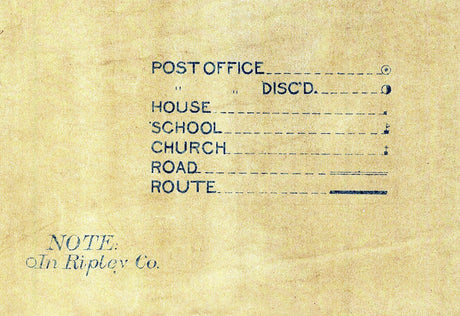 POST OFFICE
" " DISC'D.
HOUSE
SCHOOL
CHURCH
ROAD
ROUTE
NOTE:
In Ripley Co.